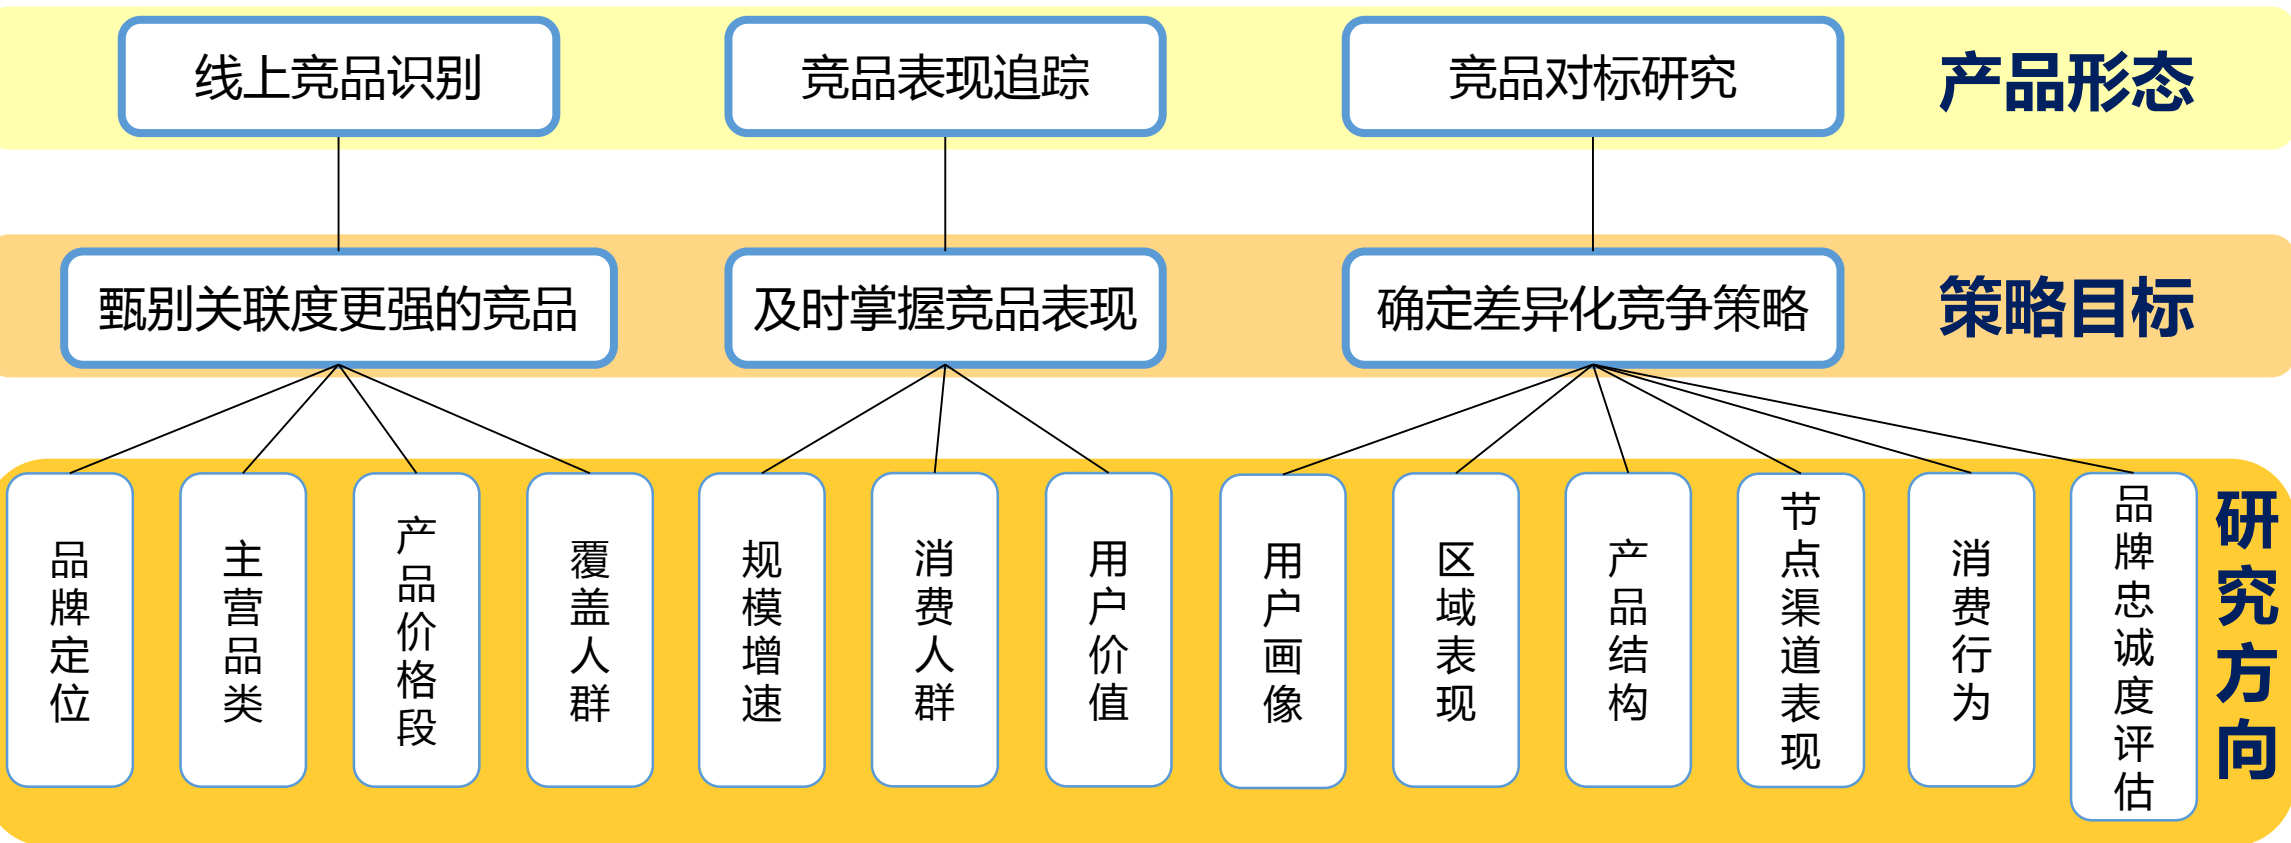 线上竞品识别
竞品表现追踪
竞品对标研究
产品形态
甄别关联度更强的竞品
及时掌握竞品表现
确定差异化竞争策略
策略目标
品牌定位
主营品类
产品价格段
覆盖人群
规模增速
消费人群
用户价值
用户画像
区域表现
产品结构
节点渠道表现
消费行为
品牌忠诚度评估
研究方向